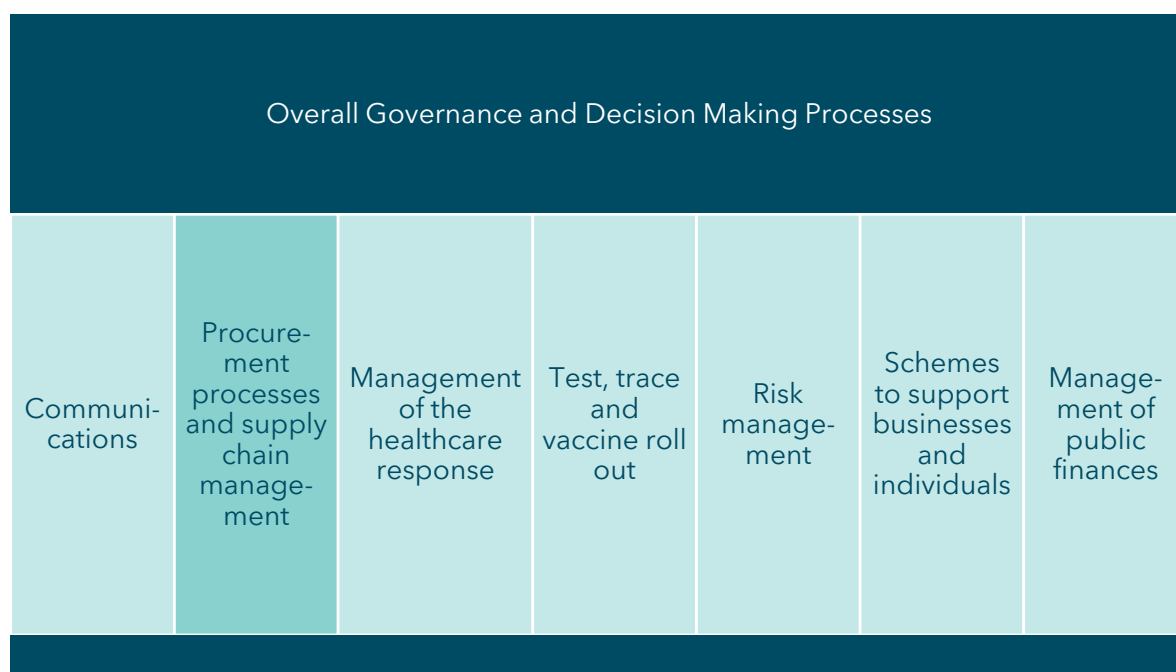 Overall Governance and Decision Making Processes
Communi-
cations
Procure-
ment
processes
and supply
chain
manage-
ment
Management
of the
healthcare
response
Test, trace
and
vaccine roll
out
Risk
manage-
ment
Schemes
to support
businesses
and
individuals
Manage-
ment of
public
finances